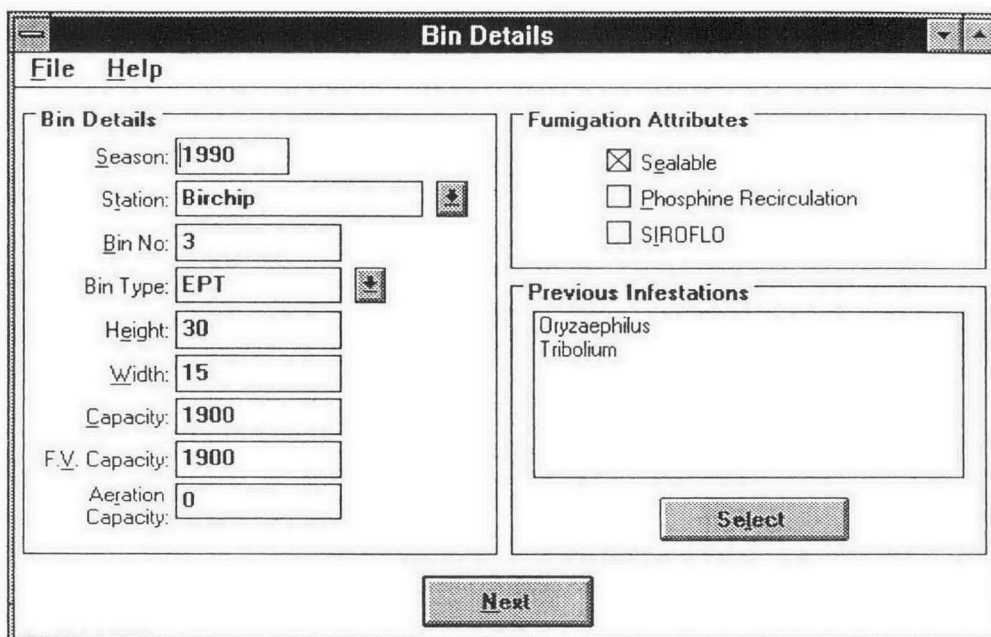 Bin Details
File Help
Bin Details
Season: 1990
Station: Birchip
Bin No: 3
Bin Type: EPT
Height: 30
Width: 15
Capacity: 1900
F.V. Capacity: 1900
Aeration
Capacity: 0
Fumigation Attributes
Sealable
Phosphine Recirculation
SIROFLO
Previous Infestations
Oryzaephilus
Tribolium
Select
Next